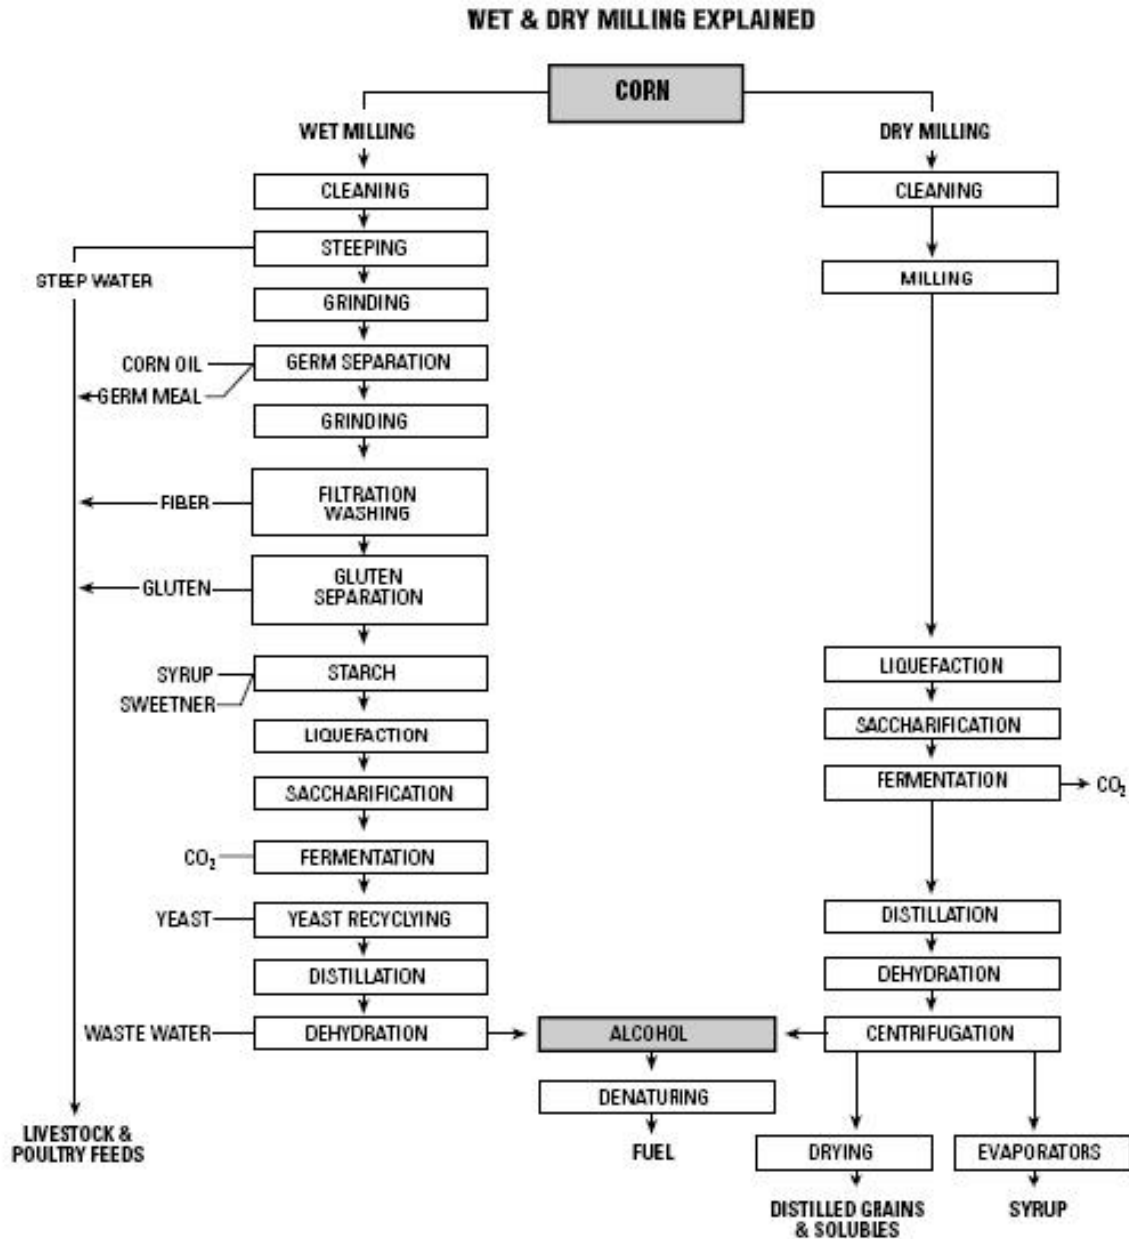 WET & DRY MILLING EXPLAINED
CORN
WET MILLING
DRY MILLING
CLEANING
CLEANING
STEEPING
STEEP WATER
MILLING
GRINDING
CORN OIL
GERM SEPARATION
GERM MEAL
GRINDING
FIBER
FILTRATION
WASHING
GLUTEN
GLUTEN
SEPARATION
SYRUP
STARCH
SWEETNER
LIQUEFACTION
LIQUEFACTION
SACCHARIFICATION
SACCHARIFICATION
FERMENTATION
CO₂
CO₂
FERMENTATION
YEAST
YEAST RECYCLYING
DISTILLATION
DISTILLATION
DEHYDRATION
WASTE WATER
DEHYDRATION
ALCOHOL
CENTRIFUGATION
DENATURING
LIVESTOCK &
POULTRY FEEDS
FUEL
DRYING
EVAPORATORS
DISTILLED GRAINS
& SOLUBLES
SYRUP